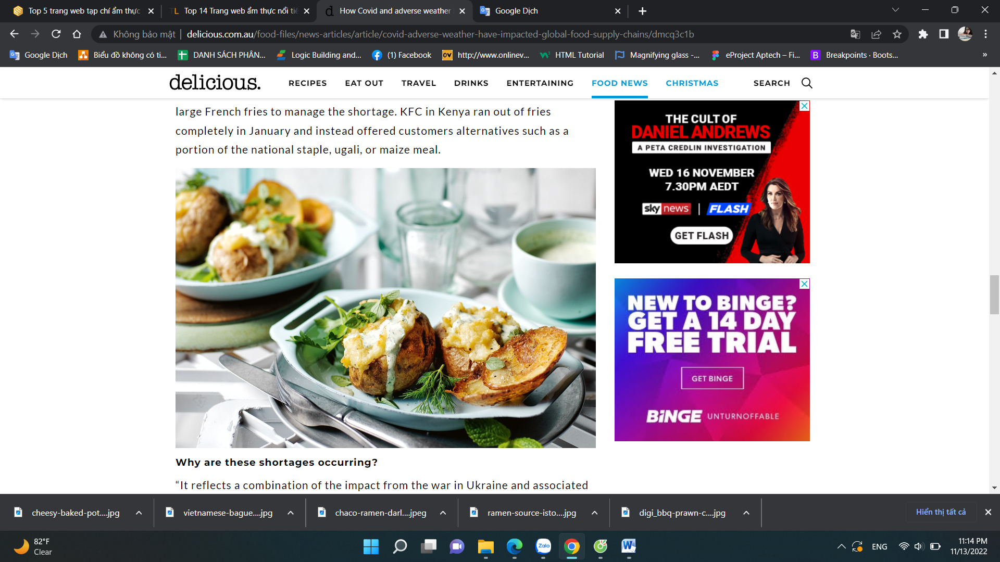 Top 5 trang web tạp chí ẩm thực
Top 14 Trang web ẩm thực nổi tiế
How Covid and adverse weather
Google Dịch
Không bảo mật
delicious.com.au/food-files/news-articles/article/covid-adverse-weather-have-impacted-global-food-supply-chains/dmcq3c1b
Google Dịch
Biểu đồ không có ti...
DANH SÁCH PHÂN...
Logic Building and...
(1) Facebook
http://www.onlinev...
HTML Tutorial
Magnifying glass -...
eProject Aptech – Fi...
Breakpoints · Boots...
»
delicious.
RECIPES
EAT OUT
TRAVEL
DRINKS
ENTERTAINING
FOOD NEWS
CHRISTMAS
SEARCH
large French fries to manage the shortage. KFC in Kenya ran out of fries
completely in January and instead offered customers alternatives such as a
portion of the national staple, ugali, or maize meal.
THE CULT OF
DANIEL ANDREWS
A PETA CREDLIN INVESTIGATION
WED 16 NOVEMBER
7.30PM AEDT
sky news | FLASH
GET FLASH
NEW TO BINGE?
GET A 14 DAY
FREE TRIAL
GET BINGE
BiNGE UNTURNOFFABLE
Why are these shortages occurring?
“It reflects a combination of the impact from the war in Ukraine and associated
cheesy-baked-pot....jpg
vietnamese-bague....jpg
chaco-ramen-darl....jpeg
ramen-source-isto....jpg
digi_bbq-prawn-c....jpg
Hiển thị tất cả
82°F
Clear
Zalo
ENG
11:14 PM
11/13/2022